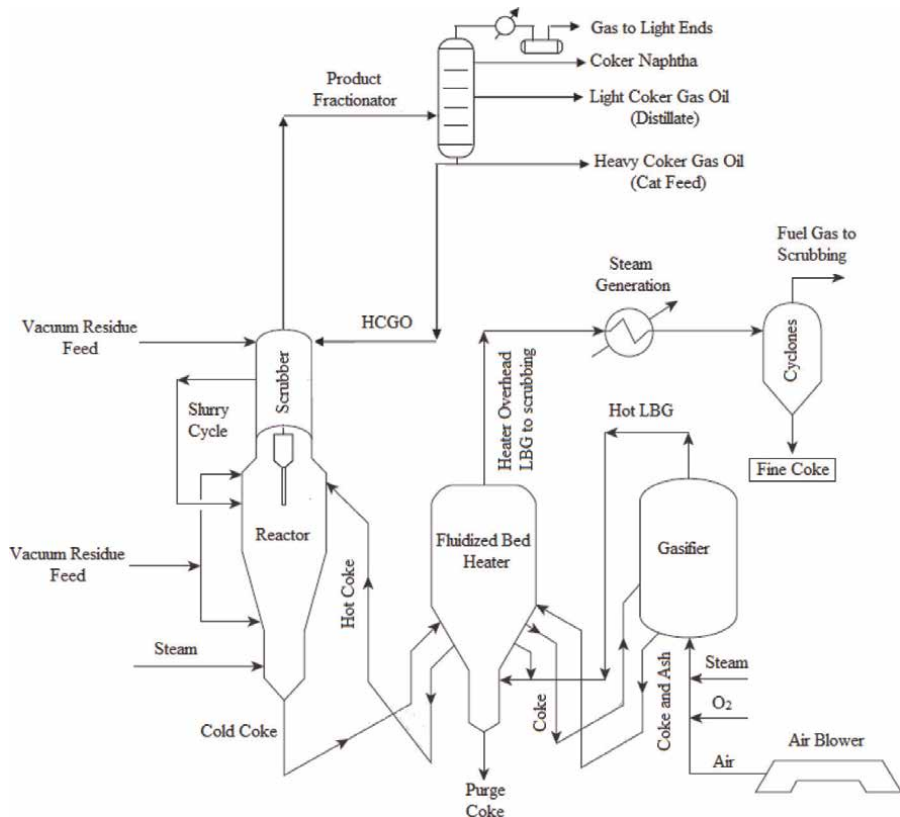 Gas to Light Ends
Coker Naphtha
Product
Fractionator
Light Coker Gas Oil
(Distillate)
Heavy Coker Gas Oil
(Cat Feed)
Fuel Gas to
Scrubbing
Steam
Generation
Vacuum Residue
Feed
HCGO
Scrubber
Cyclones
Slurry
Cycle
Heater Overhead
LBG to scrubbing
Hot LBG
Fine Coke
Reactor
Fluidized Bed
Heater
Gasifier
Vacuum Residue
Feed
Hot Coke
Steam
Cold Coke
Coke
Coke and Ash
Steam
O2
Air Blower
Air
Purge
Coke